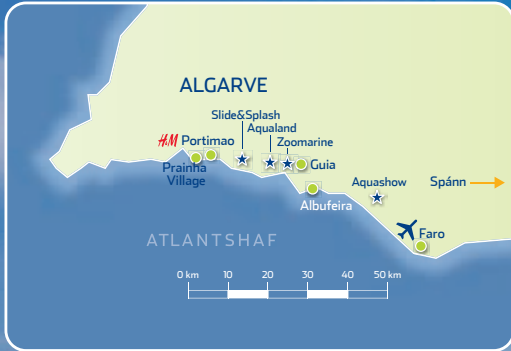 ALGARVE
Slide&Splash
Aqualand
H&M Portimao
Zoomarine
Prainha
Village
Guia
Aquashow
Spánn
Albufeira
Faro
ATLANTSHAF
0 km 10 20 30 40 50 km